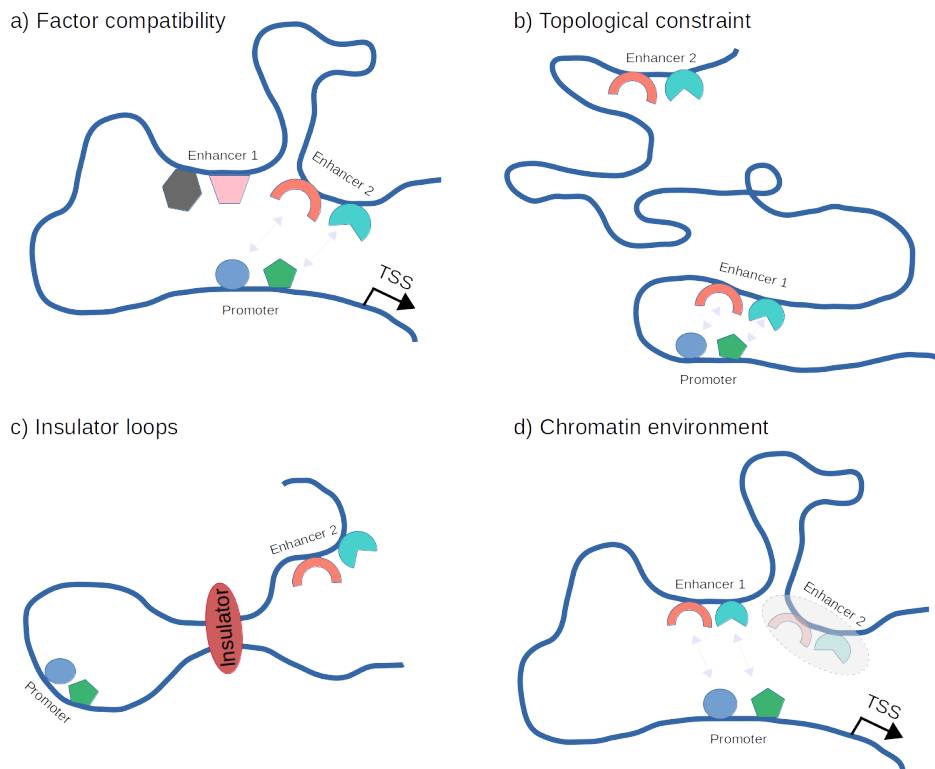 a) Factor compatibility
Enhancer 1
Enhancer 2
TSS
Promoter
b) Topological constraint
Enhancer 2
Enhancer 1
Promoter
c) Insulator loops
Enhancer 2
Insulator
Promoter
d) Chromatin environment
Enhancer 1
Enhancer 2
TSS
Promoter